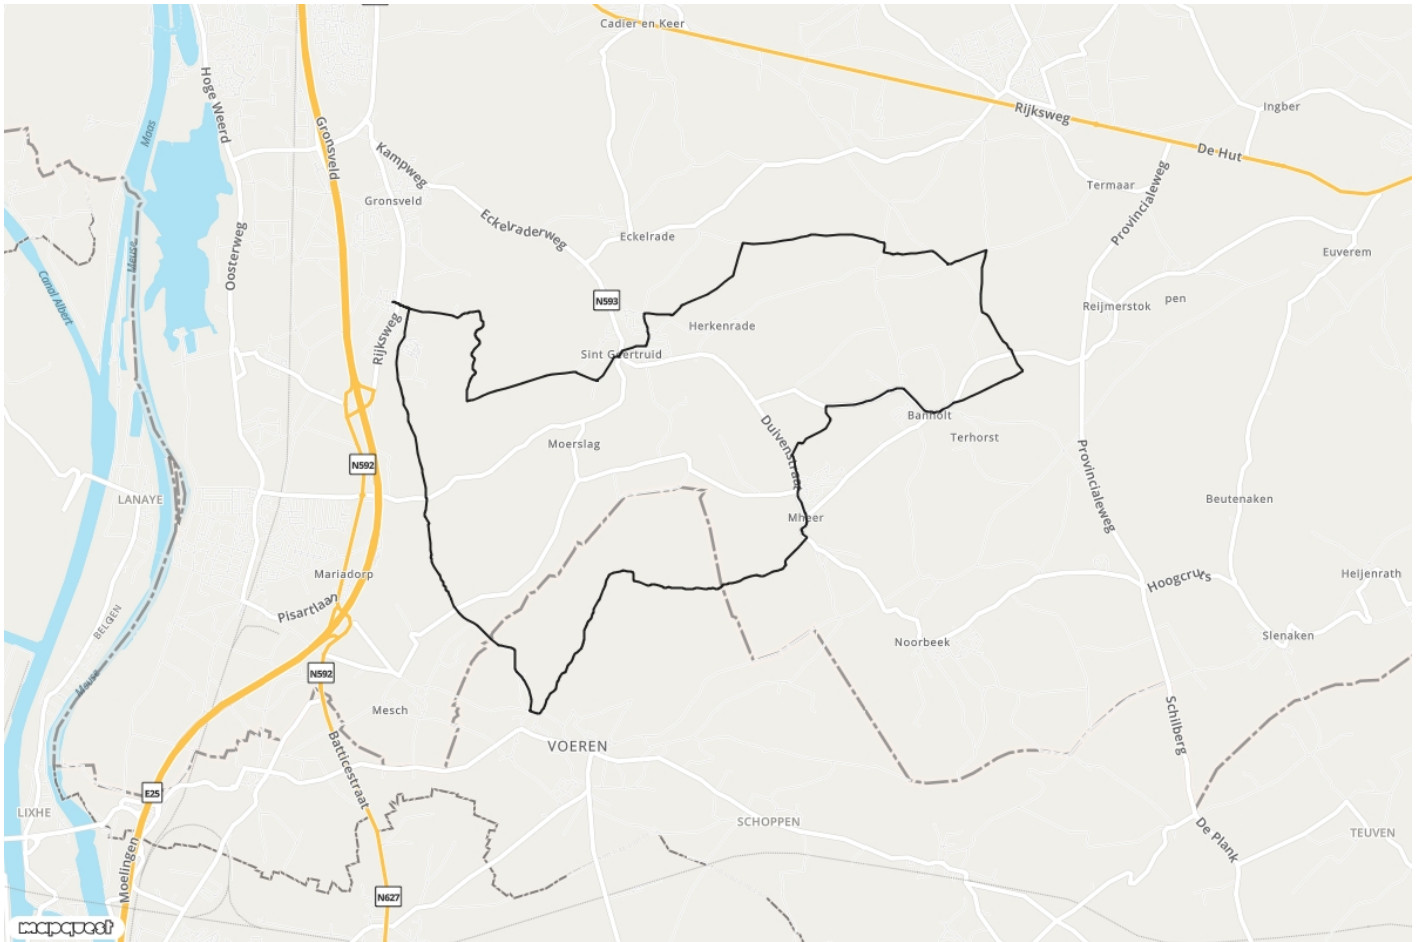 Cadier en Keer
Hoge Weerd
Maas
Gronsveld
Rijksweg
Ingber
De Hut
Kampweg
Termaar
Gronsveld
Provincialeweg
Eckelraderweg
Eckelrade
Oosterweg
Meuse
Euverem
Canal Albert
N593
Reijmerstok
pen
Rijksweg
Herkenrade
Sint Geertruid
Banholt
Duivenstraat
Terhorst
Moerslag
N592
Provincialeweg
LANAYE
Beutenaken
Mheer
Mariadorp
Hoogcruts
Heijenrath
Pisartlaan
BELGEN
Slenaken
Noorbeek
N592
Meuse
Mesch
Schilberg
VOEREN
Batticestraat
E25
LIXHE
SCHOPPEN
De Plank
TEUVEN
Moelingen
N627
mapquest